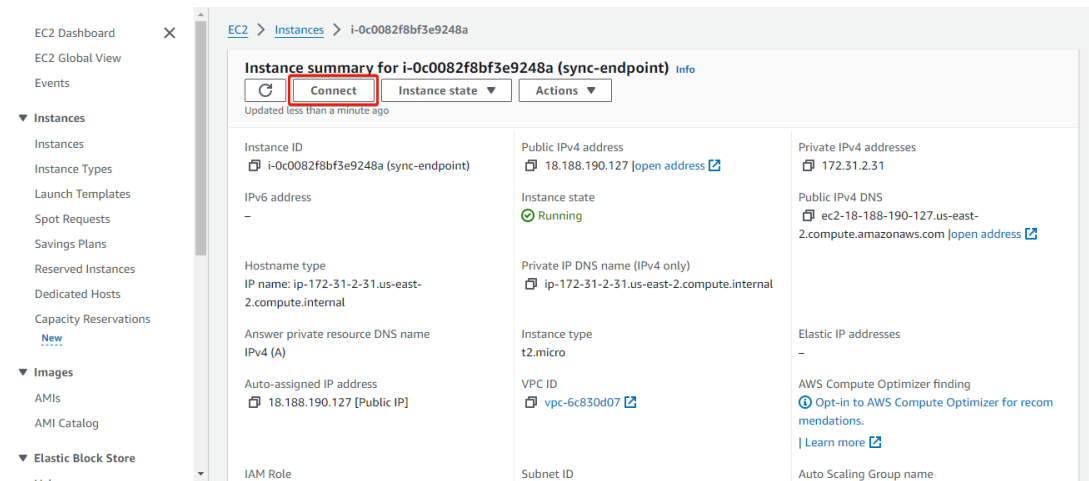 EC2 Dashboard
EC2 Global View
Events
Instances
Instances
Instance Types
Launch Templates
Spot Requests
Savings Plans
Reserved Instances
Dedicated Hosts
Capacity Reservations
New
Images
AMIs
AMI Catalog
Elastic Block Store
EC2 > Instances > i-0c0082f8bf3e9248a
Instance summary for i-0c0082f8bf3e9248a (sync-endpoint) Info
Connect Instance state ▼ Actions ▼
Updated less than a minute ago
Instance ID
i-0c0082f8bf3e9248a (sync-endpoint)
Public IPv4 address
18.188.190.127 |open address
Private IPv4 addresses
172.31.2.31
IPv6 address
–
Instance state
Running
Public IPv4 DNS
ec2-18-188-190-127.us-east-
2.compute.amazonaws.com |open address
Hostname type
IP name: ip-172-31-2-31.us-east-
2.compute.internal
Private IP DNS name (IPv4 only)
ip-172-31-2-31.us-east-2.compute.internal
Answer private resource DNS name
IPv4 (A)
Instance type
t2.micro
Elastic IP addresses
–
Auto-assigned IP address
18.188.190.127 [Public IP]
VPC ID
vpc-6c830d07
AWS Compute Optimizer finding
Opt-in to AWS Compute Optimizer for recom
mendations.
| Learn more
IAM Role
Subnet ID
Auto Scaling Group name